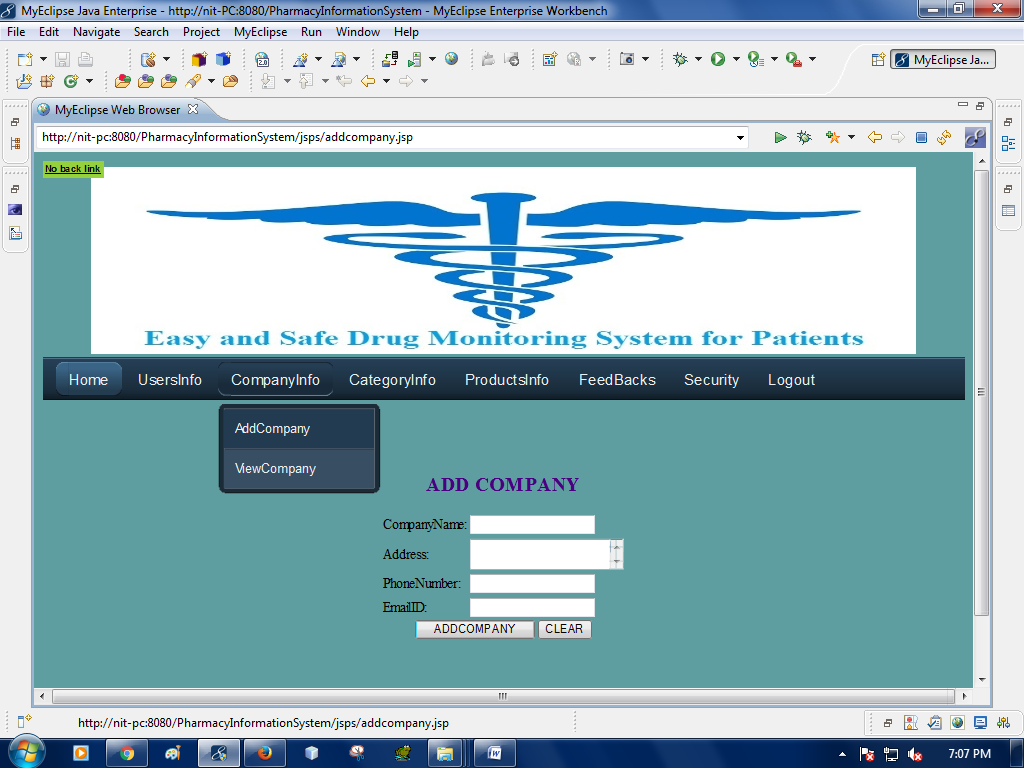 MyEclipse Java Enterprise - http://nit-PC:8080/PharmacyInformationSystem - MyEclipse Enterprise Workbench
File Edit Navigate Search Project MyEclipse Run Window Help
2.0
MyEclipse Ja...
MyEclipse Web Browser
http://nit-pc:8080/PharmacyInformationSystem/jsps/addcompany.jsp
No back link
Easy and Safe Drug Monitoring System for Patients
Home UsersInfo CompanyInfo CategoryInfo ProductsInfo FeedBacks Security Logout
AddCompany
ViewCompany
ADD COMPANY
CompanyName:
Address:
PhoneNumber:
EmailID:
ADDCOMPANY CLEAR
http://nit-pc:8080/PharmacyInformationSystem/jsps/addcompany.jsp
7:07 PM